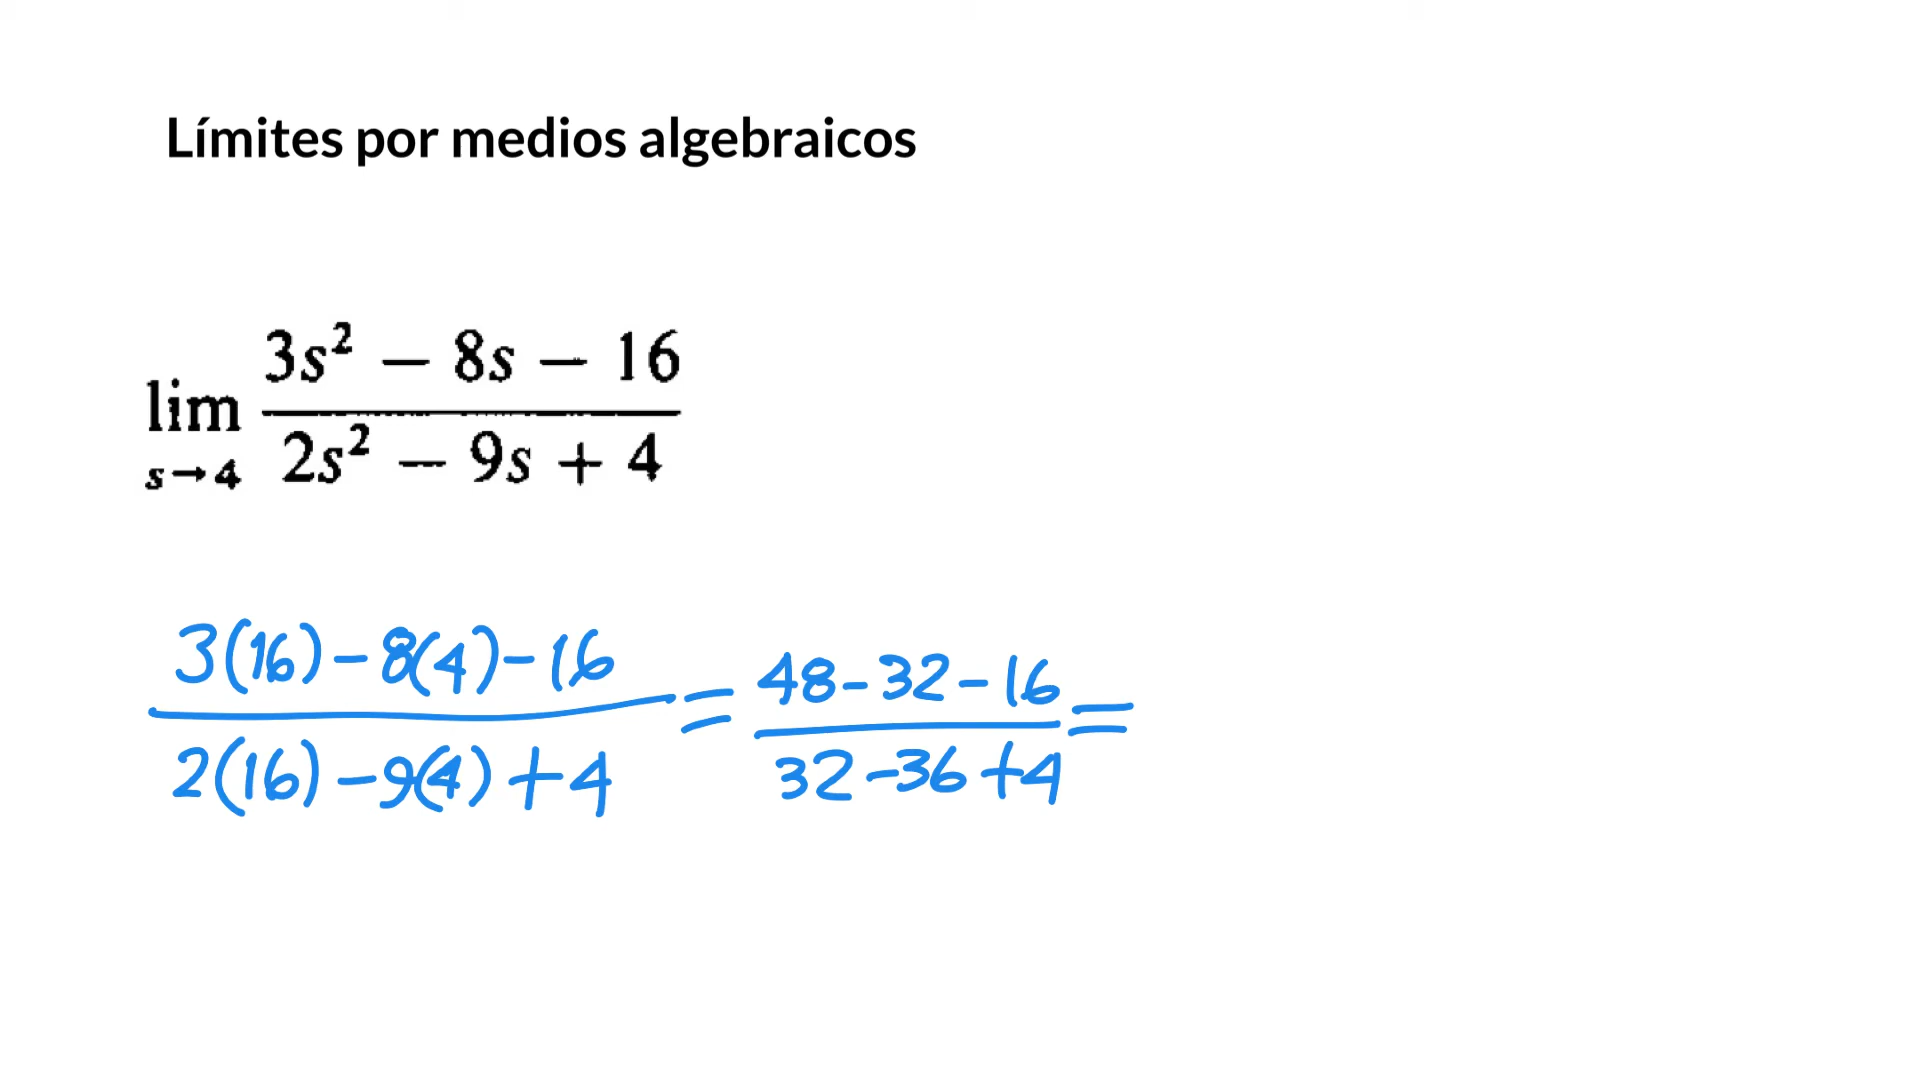 Límites por medios algebraicos
lim s→4 (3s² − 8s − 16) / (2s² − 9s + 4)
3(16) − 8(4) − 16 / 2(16) − 9(4) + 4 = 48 − 32 − 16 / 32 − 36 + 4 =